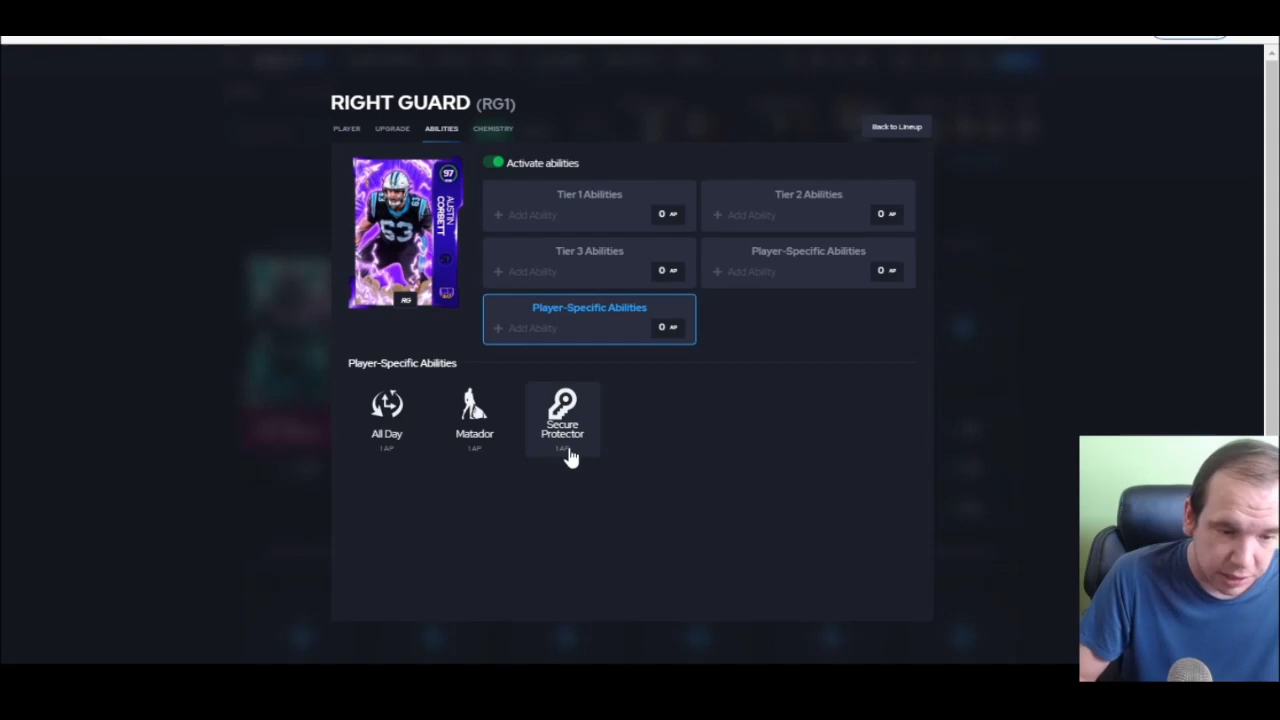 RIGHT GUARD (RG1)
PLAYER UPGRADE ABILITIES CHEMISTRY
Back to Lineup
Activate abilities
97
AUSTIN
CORBETT
63
RG
Tier 1 Abilities
+ Add Ability 0 AP
Tier 2 Abilities
+ Add Ability 0 AP
Tier 3 Abilities
+ Add Ability 0 AP
Player-Specific Abilities
+ Add Ability 0 AP
Player-Specific Abilities
+ Add Ability 0 AP
Player-Specific Abilities
All Day
1 AP
Matador
1 AP
Secure
Protector